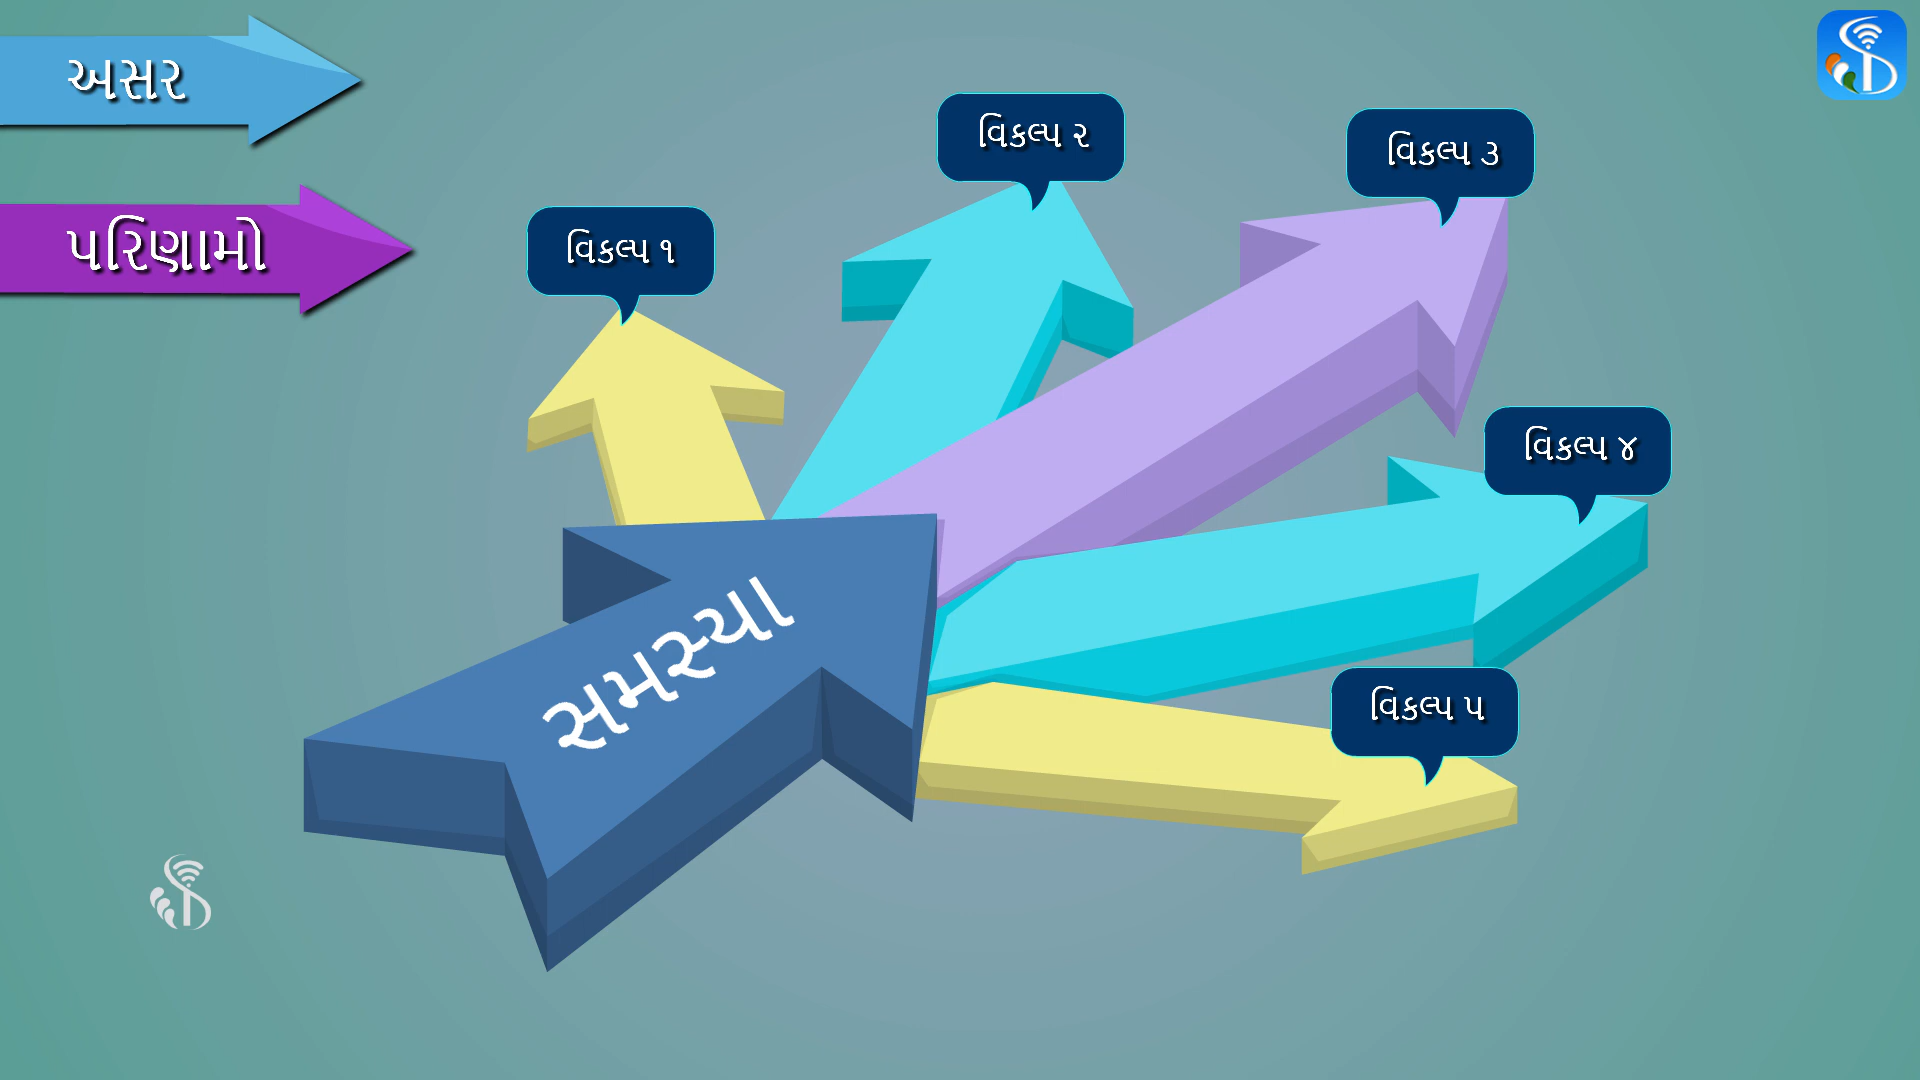 અસર
પરિણામો
વિકલ્પ ૧
વિકલ્પ ૨
વિકલ્પ ૩
વિકલ્પ ૪
વિકલ્પ ૫
સમસ્યા